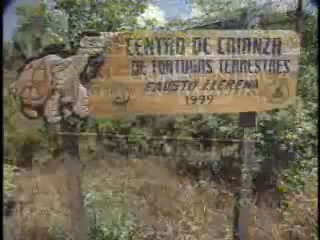 CENTRO DE CRIANZA
DE TORTUGAS TERRESTRES
FAUSTO LLERENA
1999